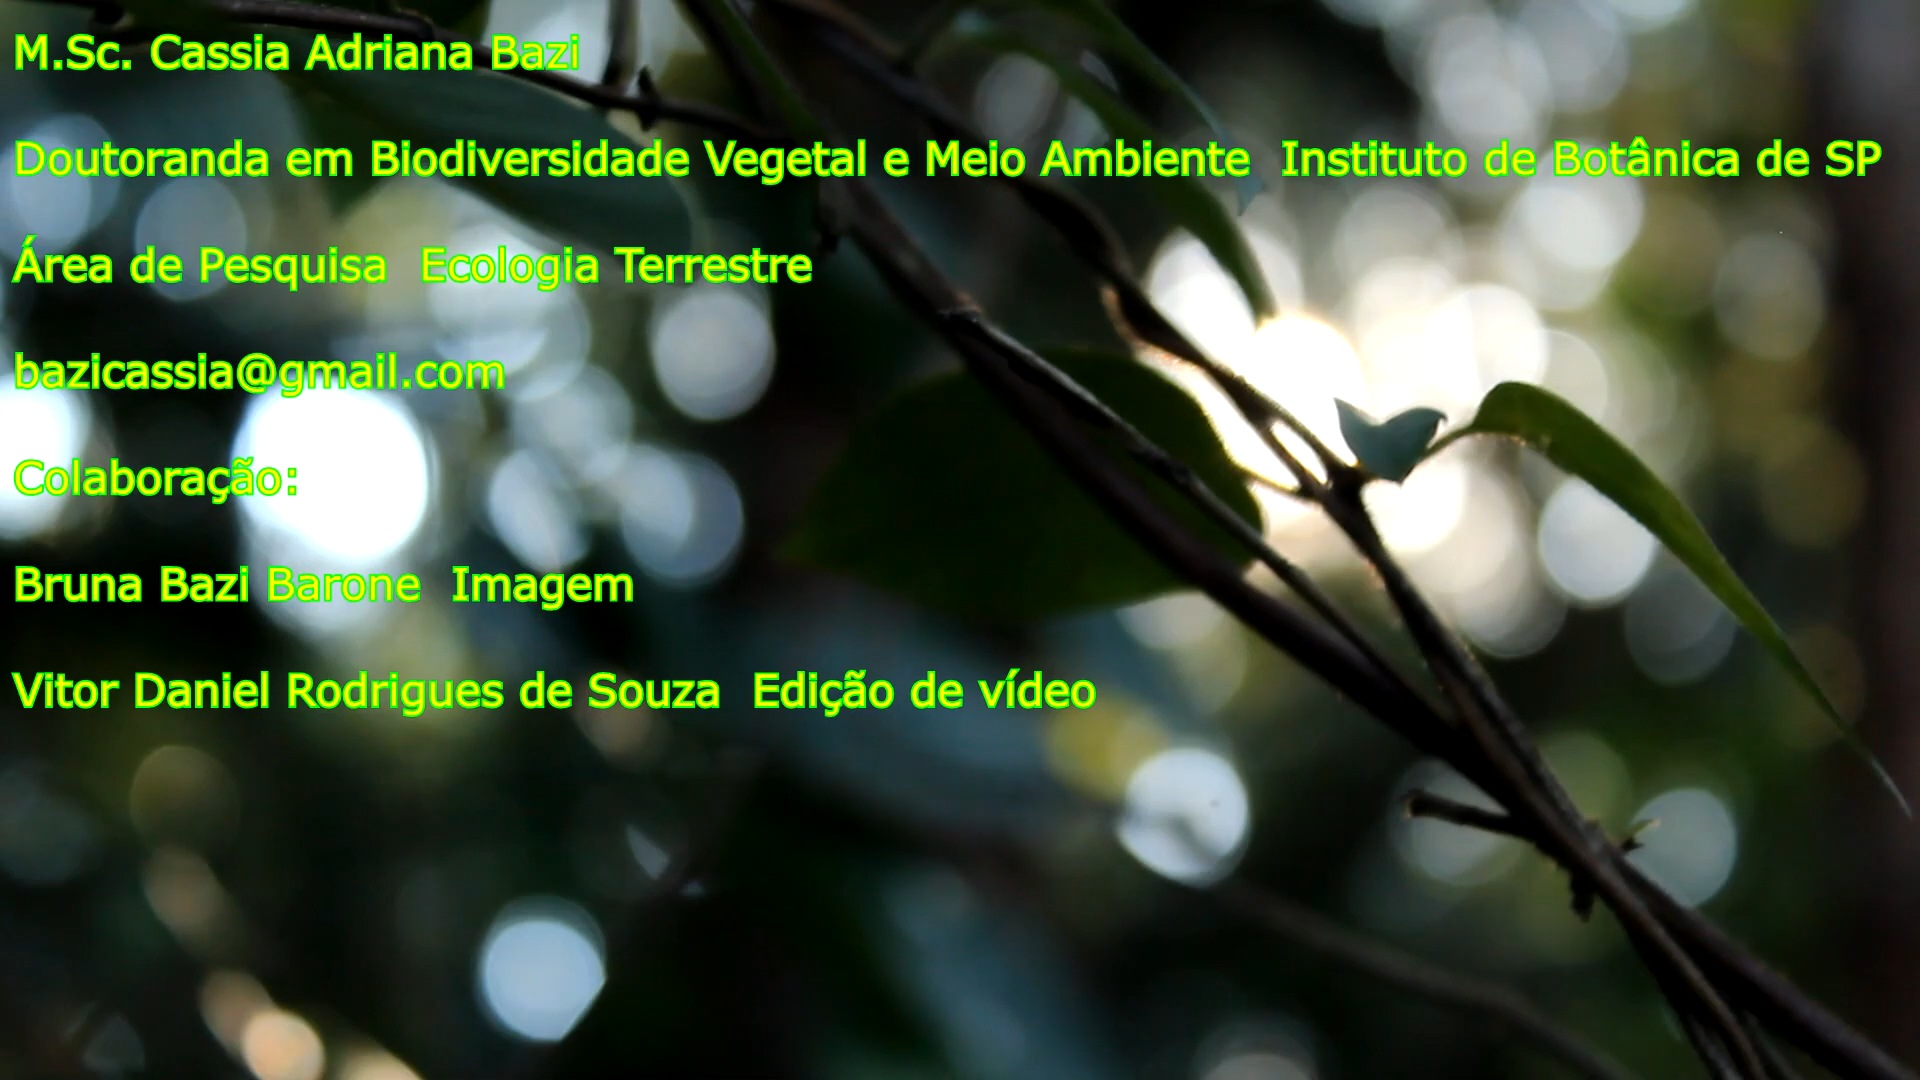 M.Sc. Cassia Adriana Bazi
Doutoranda em Biodiversidade Vegetal e Meio Ambiente  Instituto de Botânica de SP
Área de Pesquisa  Ecologia Terrestre
bazicassia@gmail.com
Colaboração:
Bruna Bazi Barone  Imagem
Vitor Daniel Rodrigues de Souza  Edição de vídeo